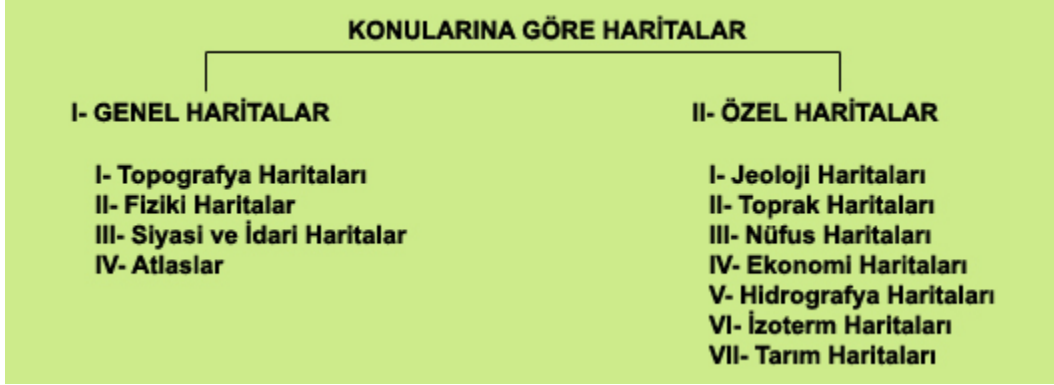 KONULARINA GÖRE HARİTALAR
I- GENEL HARİTALAR
I- Topografya Haritaları
II- Fiziki Haritalar
III- Siyasi ve İdari Haritalar
IV- Atlaslar
II- ÖZEL HARİTALAR
I- Jeoloji Haritaları
II- Toprak Haritaları
III- Nüfus Haritaları
IV- Ekonomi Haritaları
V- Hidrografya Haritaları
VI- İzoterm Haritaları
VII- Tarım Haritaları